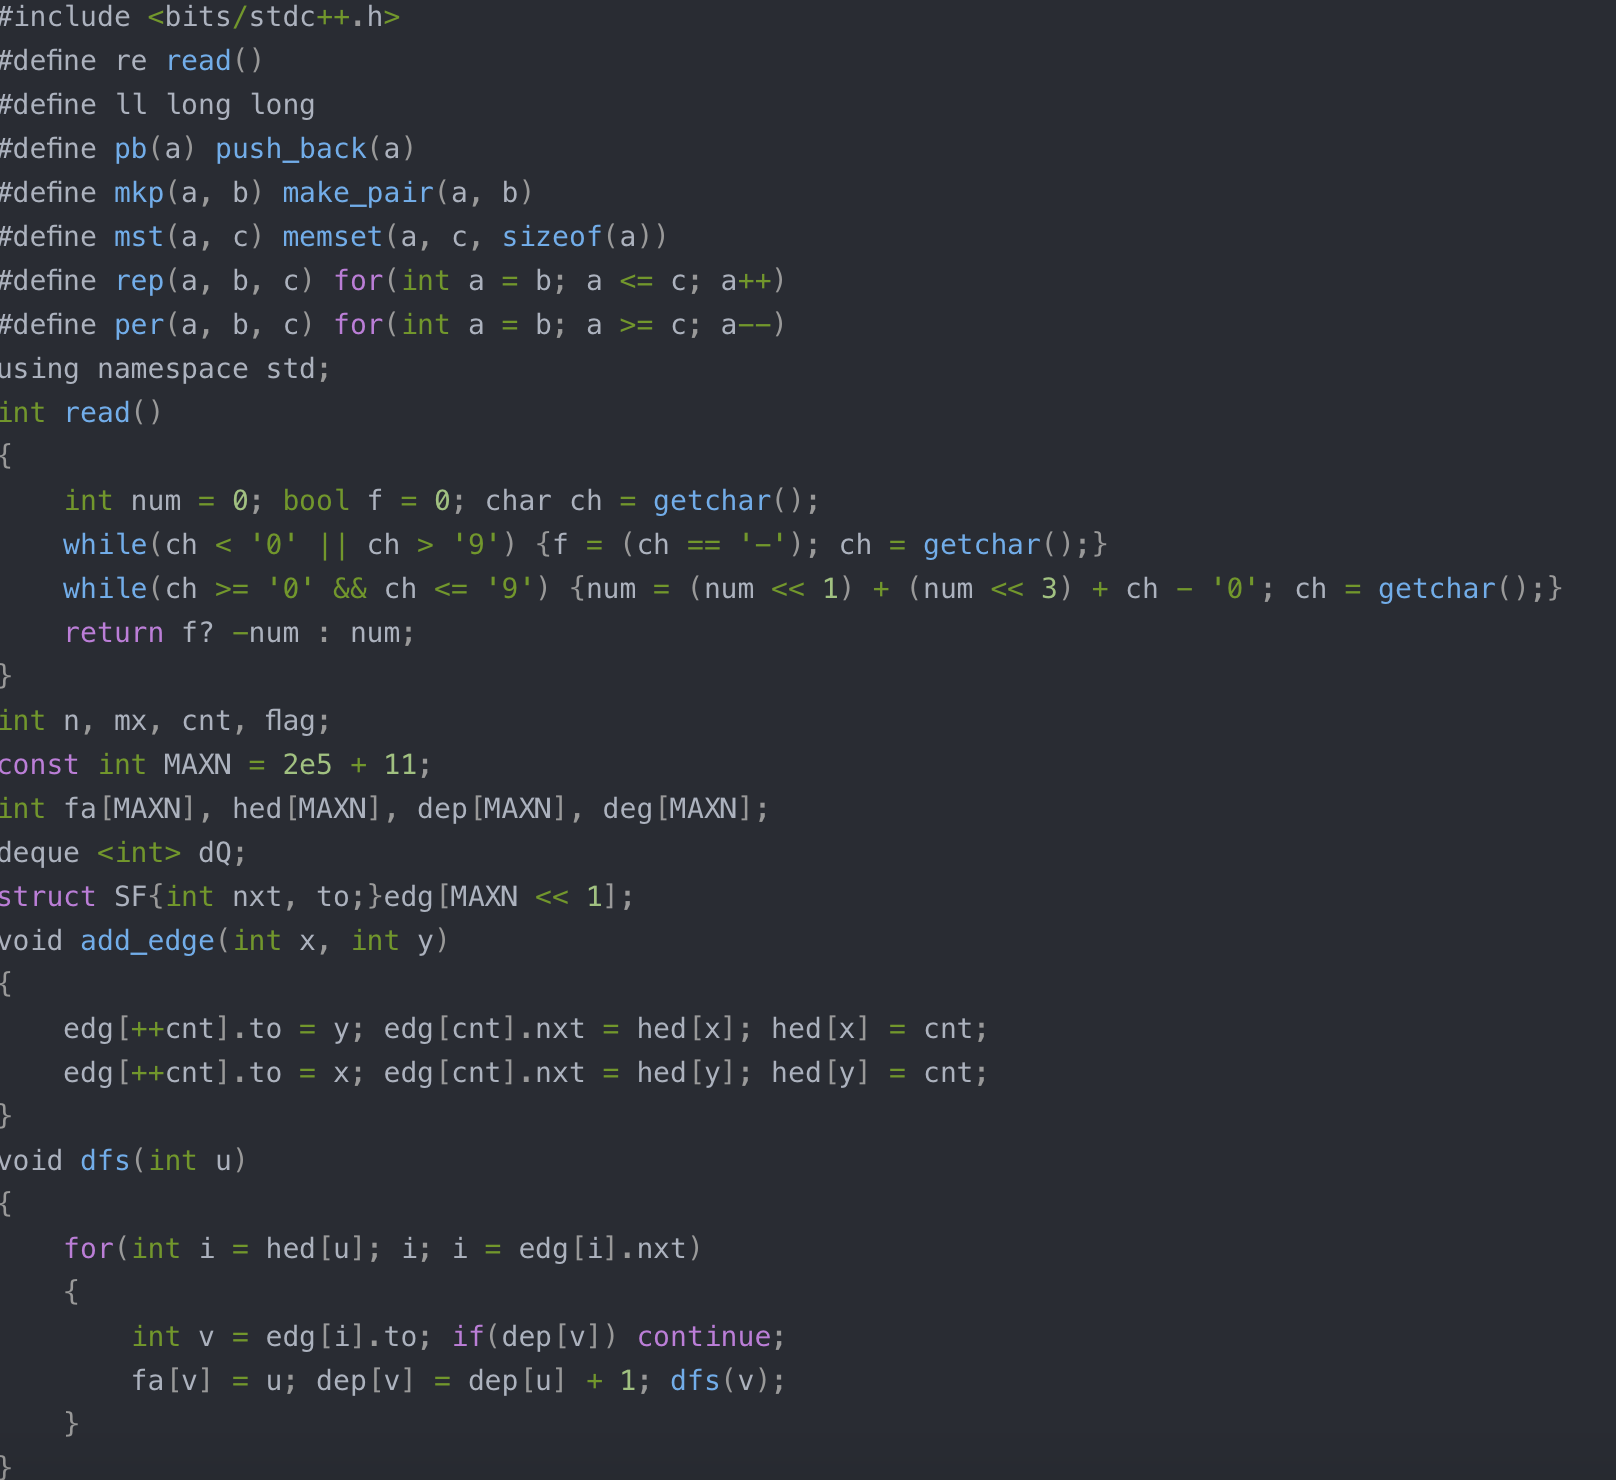 #include <bits/stdc++.h>
#define re read()
#define ll long long
#define pb(a) push_back(a)
#define mkp(a, b) make_pair(a, b)
#define mst(a, c) memset(a, c, sizeof(a))
#define rep(a, b, c) for(int a = b; a <= c; a++)
#define per(a, b, c) for(int a = b; a >= c; a--)
using namespace std;
int read()
{
    int num = 0; bool f = 0; char ch = getchar();
    while(ch < '0' || ch > '9') {f = (ch == '-'); ch = getchar();}
    while(ch >= '0' && ch <= '9') {num = (num << 1) + (num << 3) + ch - '0'; ch = getchar();}
    return f? -num : num;
}
int n, mx, cnt, flag;
const int MAXN = 2e5 + 11;
int fa[MAXN], hed[MAXN], dep[MAXN], deg[MAXN];
deque <int> dQ;
struct SF{int nxt, to;}edg[MAXN << 1];
void add_edge(int x, int y)
{
    edg[++cnt].to = y; edg[cnt].nxt = hed[x]; hed[x] = cnt;
    edg[++cnt].to = x; edg[cnt].nxt = hed[y]; hed[y] = cnt;
}
void dfs(int u)
{
    for(int i = hed[u]; i; i = edg[i].nxt)
    {
        int v = edg[i].to; if(dep[v]) continue;
        fa[v] = u; dep[v] = dep[u] + 1; dfs(v);
    }
}